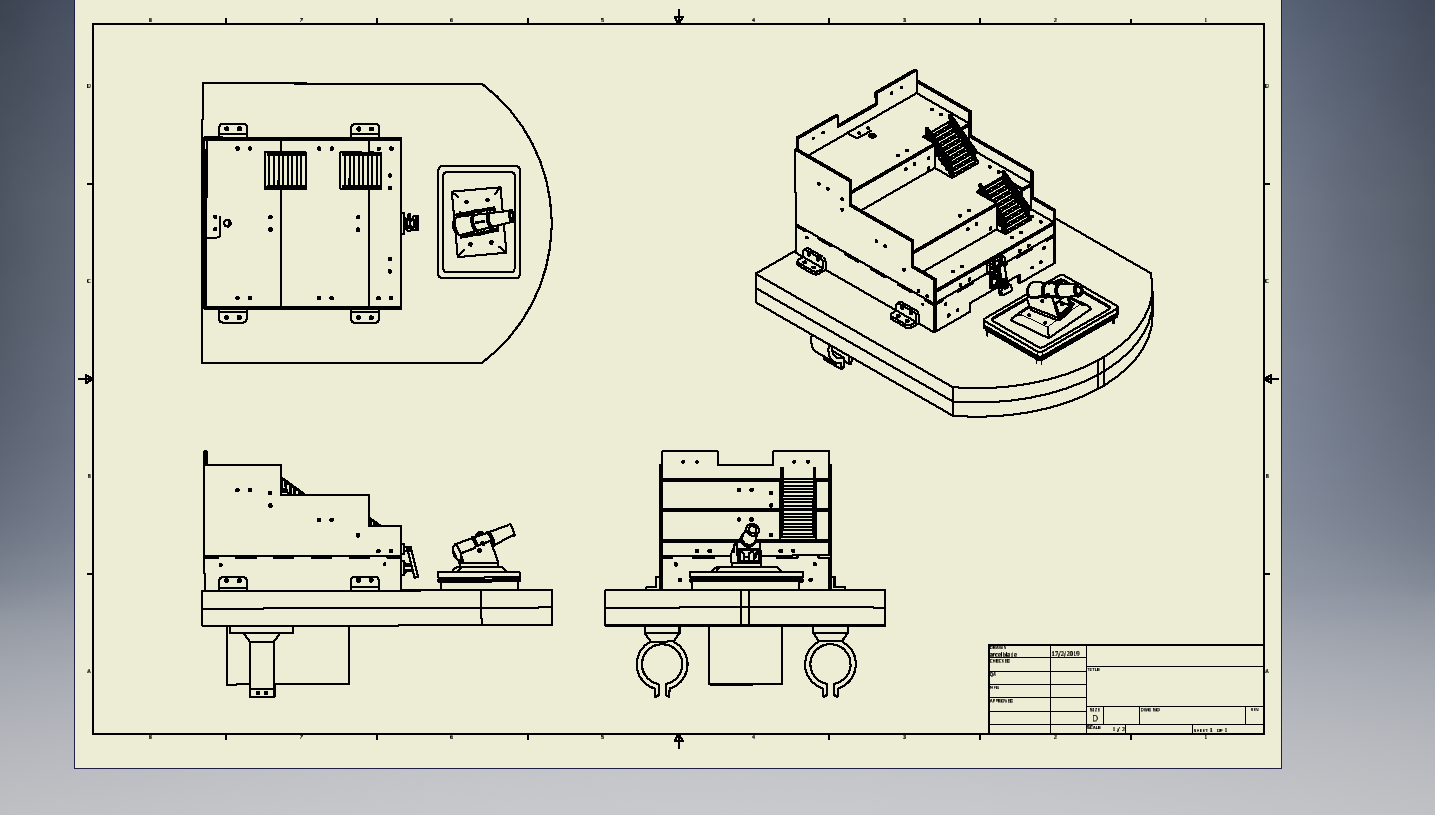 8 7 6 5 4 3 2 1
D D
C C
B B
A A
DRAWN
17/2/2019
CHECKED
QA
TITLE
MFG
APPROVED
SIZE
D
DWG NO
REV
SCALE
1 / 2
SHEET 1 OF 1
8 7 6 5 4 3 2 1